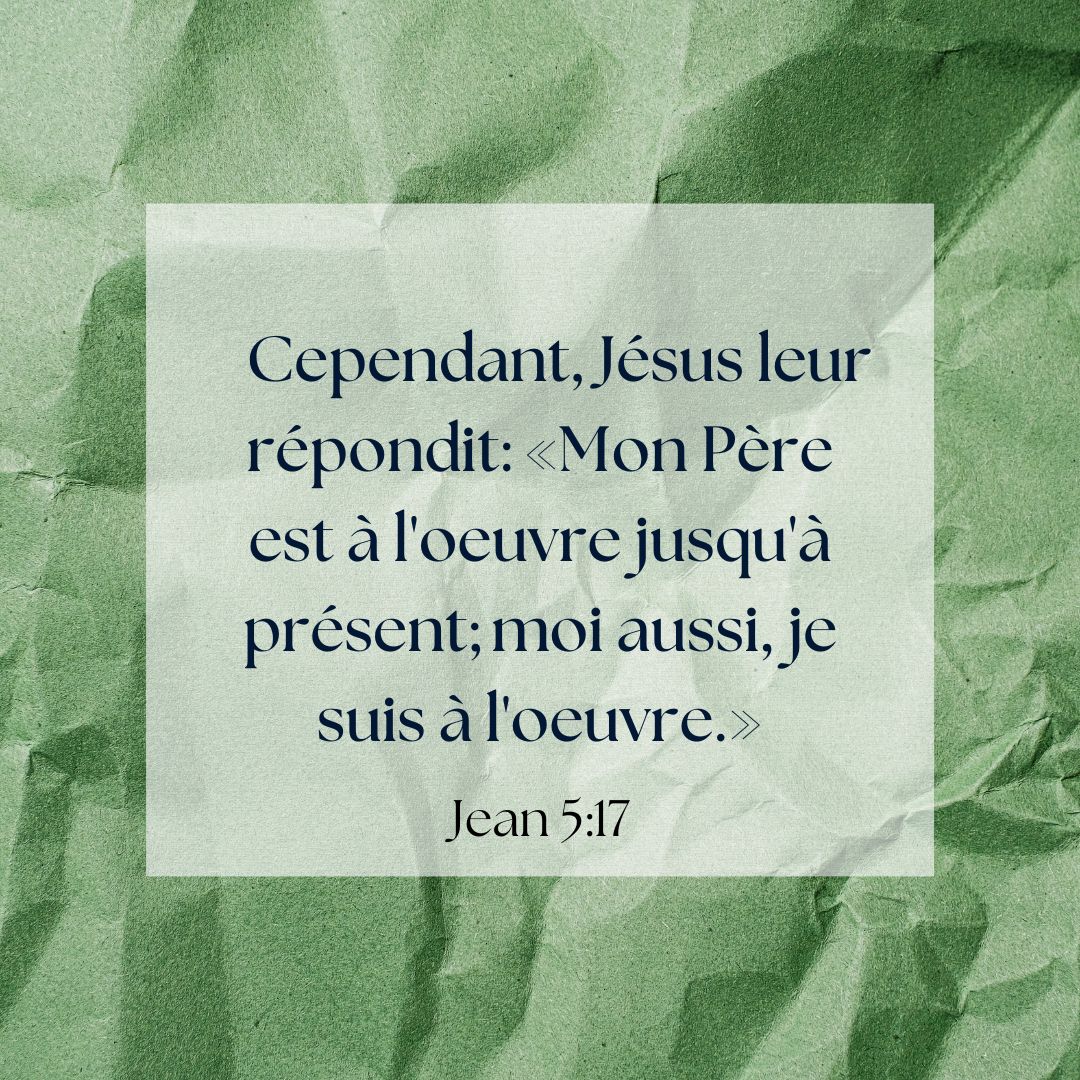 Cependant, Jésus leur
répondit: «Mon Père
est à l'oeuvre jusqu'à
présent; moi aussi, je
suis à l'oeuvre.»
Jean 5:17